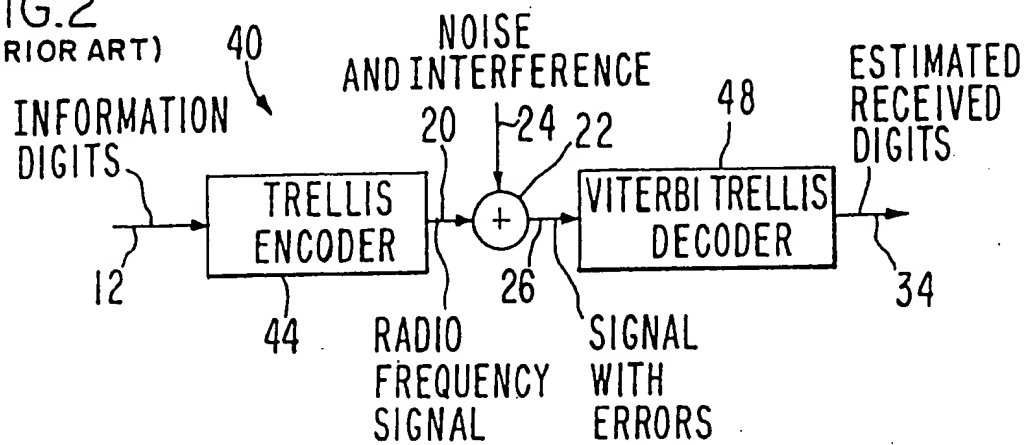 IG.2
RIOR ART)
40
NOISE
AND INTERFERENCE
ESTIMATED
RECEIVED
DIGITS
INFORMATION
DIGITS
20
24
22
48
TRELLIS
ENCODER
+
VITERBI TRELLIS
DECODER
12
44
26
34
RADIO
FREQUENCY
SIGNAL
SIGNAL
WITH
ERRORS